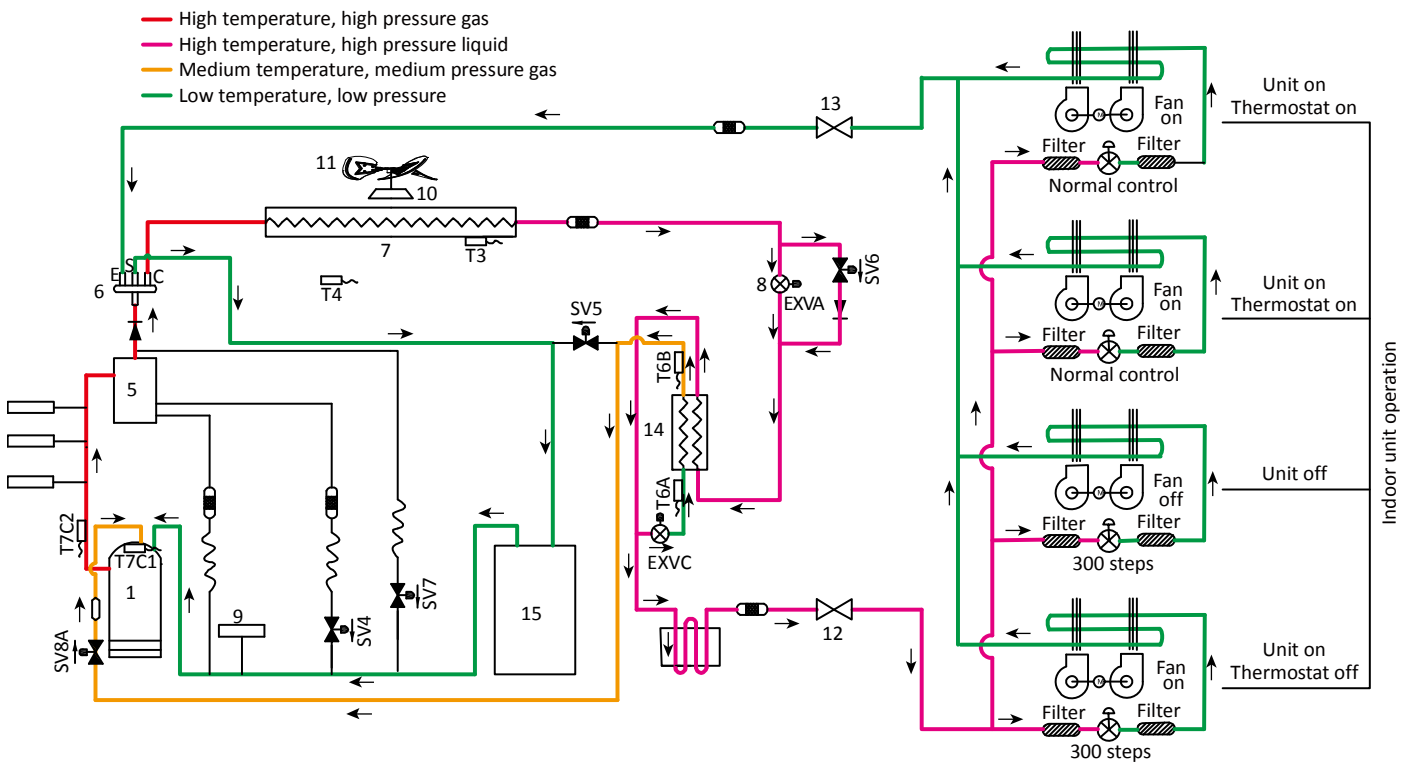 High temperature, high pressure gas
High temperature, high pressure liquid
Medium temperature, medium pressure gas
Low temperature, low pressure
13
11
10
7
T3
T4
E
S
C
6
5
8
EXVA
SV6
SV5
T6B
14
T6A
EXVC
T7C2
T7C1
1
SV8A
9
SV4
SV7
15
12
M
Fan
on
Filter
Filter
Normal control
Unit on
Thermostat on
M
Fan
on
Filter
Filter
Normal control
Unit on
Thermostat on
M
Fan
off
Filter
Filter
300 steps
Unit off
M
Fan
on
Filter
Filter
300 steps
Unit on
Thermostat off
Indoor unit operation